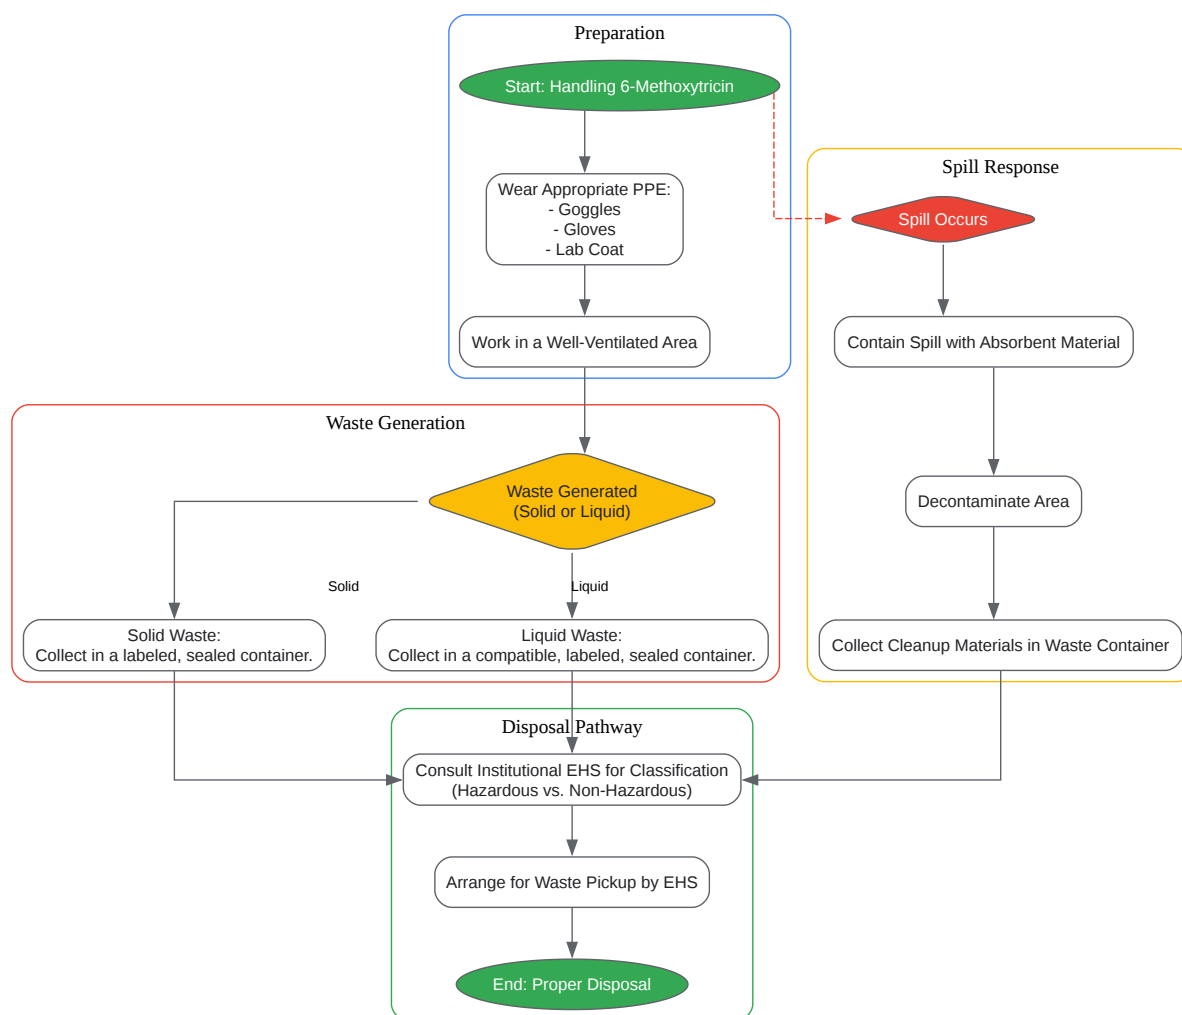 Preparation
Start: Handling 6-Methoxytricin
Wear Appropriate PPE:
- Goggles
- Gloves
- Lab Coat
Work in a Well-Ventilated Area
Spill Response
Spill Occurs
Contain Spill with Absorbent Material
Decontaminate Area
Collect Cleanup Materials in Waste Container
Waste Generation
Waste Generated
(Solid or Liquid)
Solid
Liquid
Solid Waste:
Collect in a labeled, sealed container.
Liquid Waste:
Collect in a compatible, labeled, sealed container.
Disposal Pathway
Consult Institutional EHS for Classification
(Hazardous vs. Non-Hazardous)
Arrange for Waste Pickup by EHS
End: Proper Disposal